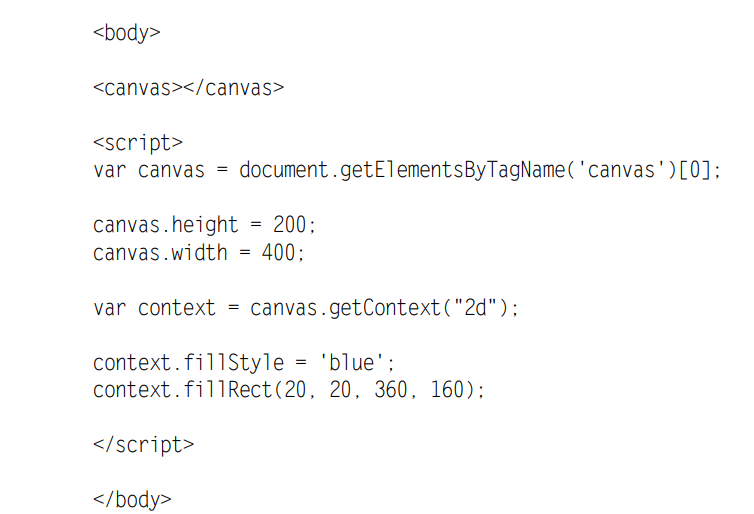 <body>
<canvas></canvas>
<script>
var canvas = document.getElementsByTagName('canvas')[0];
canvas.height = 200;
canvas.width = 400;
var context = canvas.getContext("2d");
context.fillStyle = 'blue';
context.fillRect(20, 20, 360, 160);
</script>
</body>